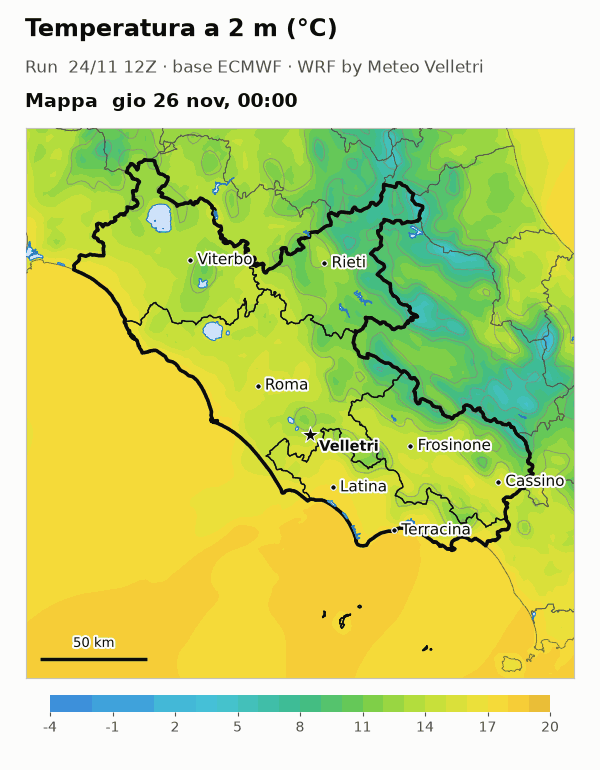 Temperatura a 2 m (°C)
Run  24/11 12Z · base ECMWF · WRF by Meteo Velletri
Mappa  gio 26 nov, 00:00
Viterbo
Rieti
Roma
Velletri
Frosinone
Cassino
Latina
Terracina
50 km
-4 -1 2 5 8 11 14 17 20